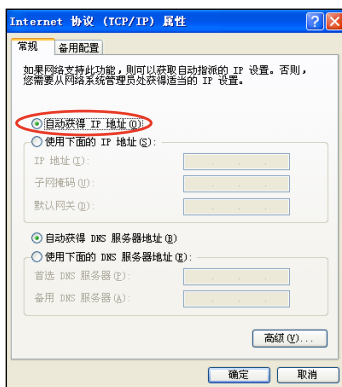 Internet 协议 (TCP/IP) 属性
常规 备用配置
如果网络支持此功能，则可以获取自动指派的 IP 设置。否则，
您需要从网络系统管理员处获得适当的 IP 设置。
自动获得 IP 地址(O)
使用下面的 IP 地址(S):
IP 地址(I):
子网掩码(U):
默认网关(D):
自动获得 DNS 服务器地址(B)
使用下面的 DNS 服务器地址(E):
首选 DNS 服务器(P):
备用 DNS 服务器(A):
高级(V)...
确定 取消